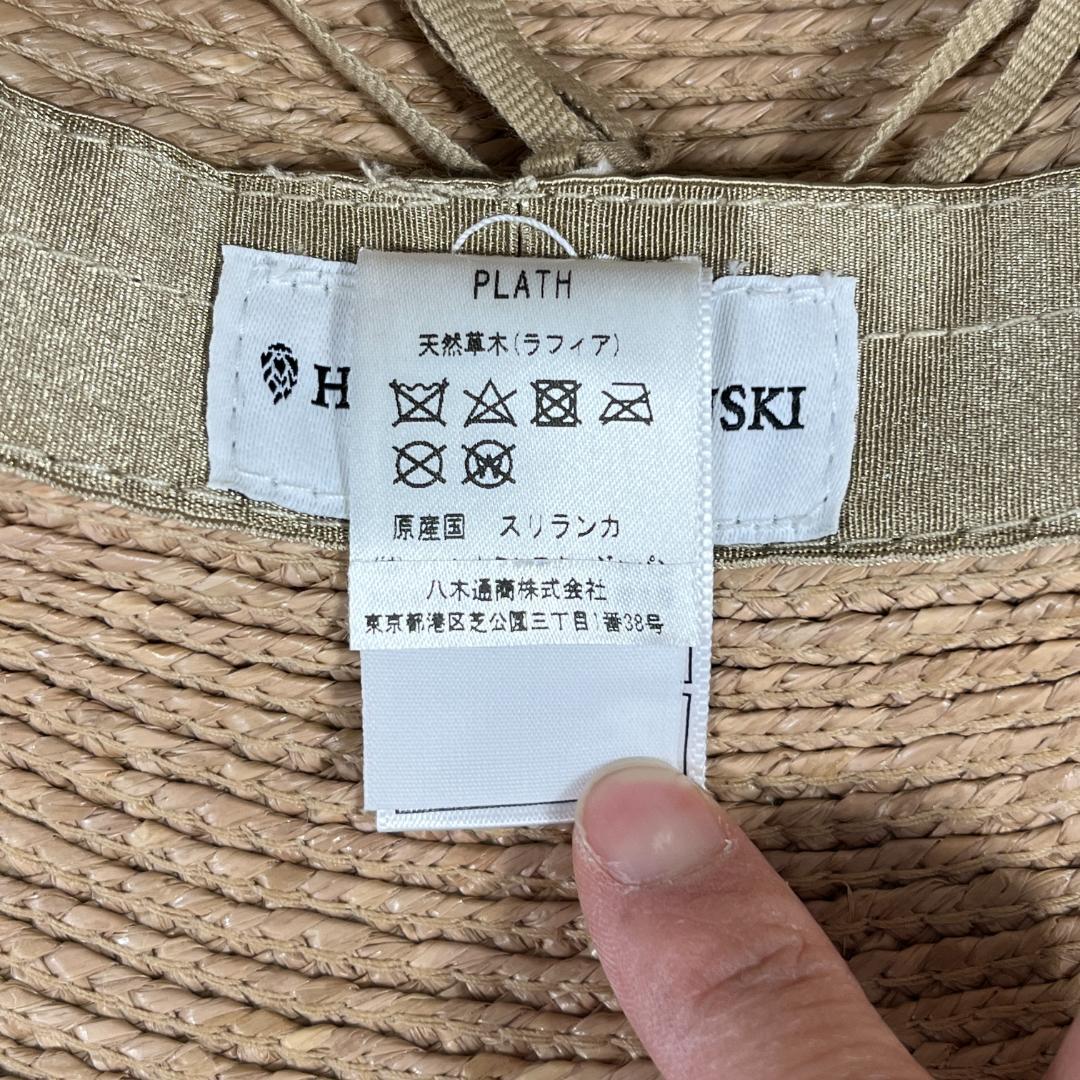 PLATH
天然草木(ラフィア)
H
WSKI
原産国 スリランカ
八木通商株式会社
東京都港区芝公園三丁目1番38号